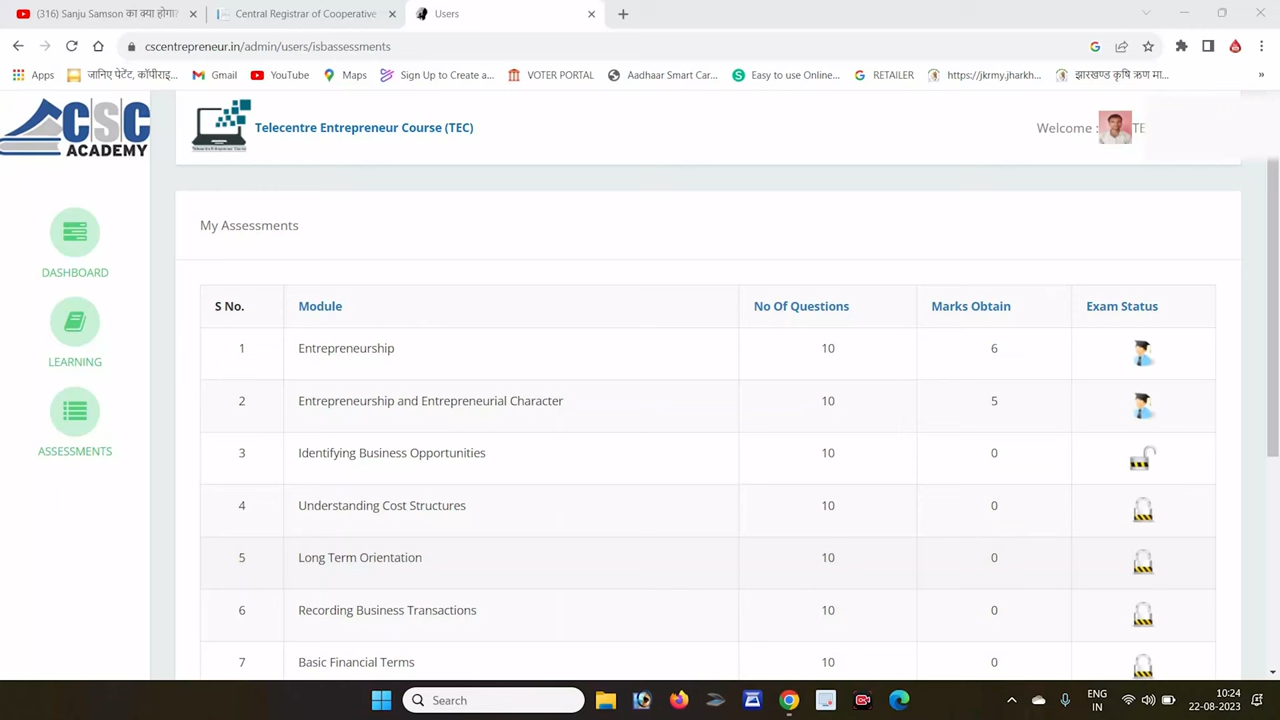 (316) Sanju Samson का क्या होगा?
Central Registrar of Cooperative
Users
cscentrepreneur.in/admin/users/isbassessments
Apps
जानिए पेटेंट, कॉपीराइ...
Gmail
YouTube
Maps
Sign Up to Create a...
VOTER PORTAL
Aadhaar Smart Car...
Easy to use Online...
RETAILER
https://jkrmy.jharkh...
झारखण्ड कृषि ऋण मा...
»
CSC
ACADEMY
Telecentre Entrepreneur Course (TEC)
Welcome : TE
DASHBOARD
LEARNING
ASSESSMENTS
My Assessments
S No. Module No Of Questions Marks Obtain Exam Status
1 Entrepreneurship 10 6
2 Entrepreneurship and Entrepreneurial Character 10 5
3 Identifying Business Opportunities 10 0
4 Understanding Cost Structures 10 0
5 Long Term Orientation 10 0
6 Recording Business Transactions 10 0
7 Basic Financial Terms 10 0
Search
ENG
IN
10:24
22-08-2023